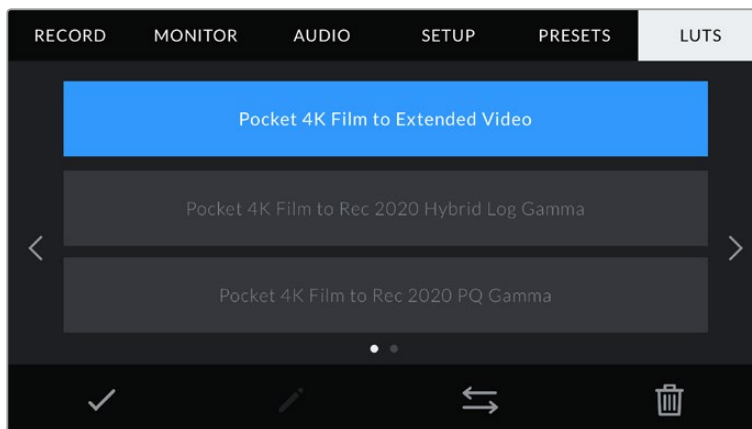 RECORD MONITOR AUDIO SETUP PRESETS LUTS
Pocket 4K Film to Extended Video
Pocket 4K Film to Rec 2020 Hybrid Log Gamma
Pocket 4K Film to Rec 2020 PQ Gamma